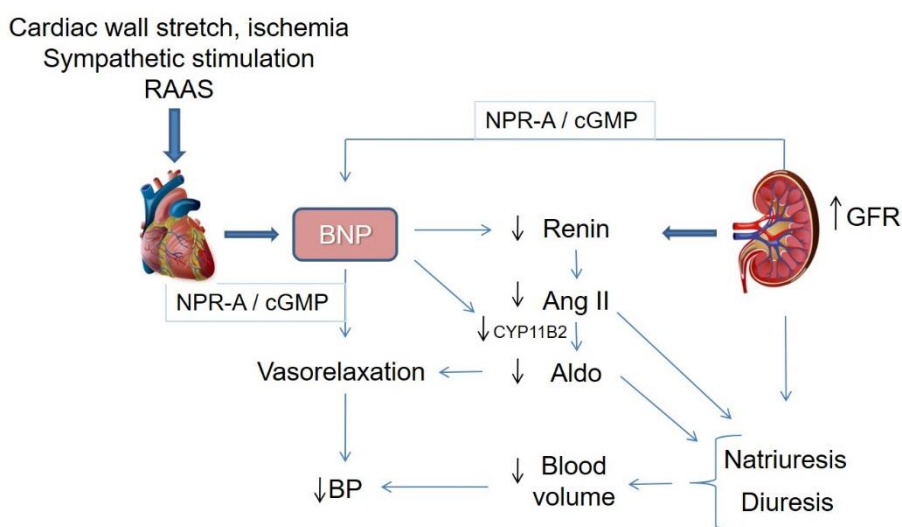 Cardiac wall stretch, ischemia
Sympathetic stimulation
RAAS
NPR-A / cGMP
BNP
↓ Renin
↑ GFR
NPR-A / cGMP
↓ Ang II
↓ CYP11B2
Vasorelaxation
↓ Aldo
Natriuresis
Diuresis
↓ BP
↓ Blood
volume